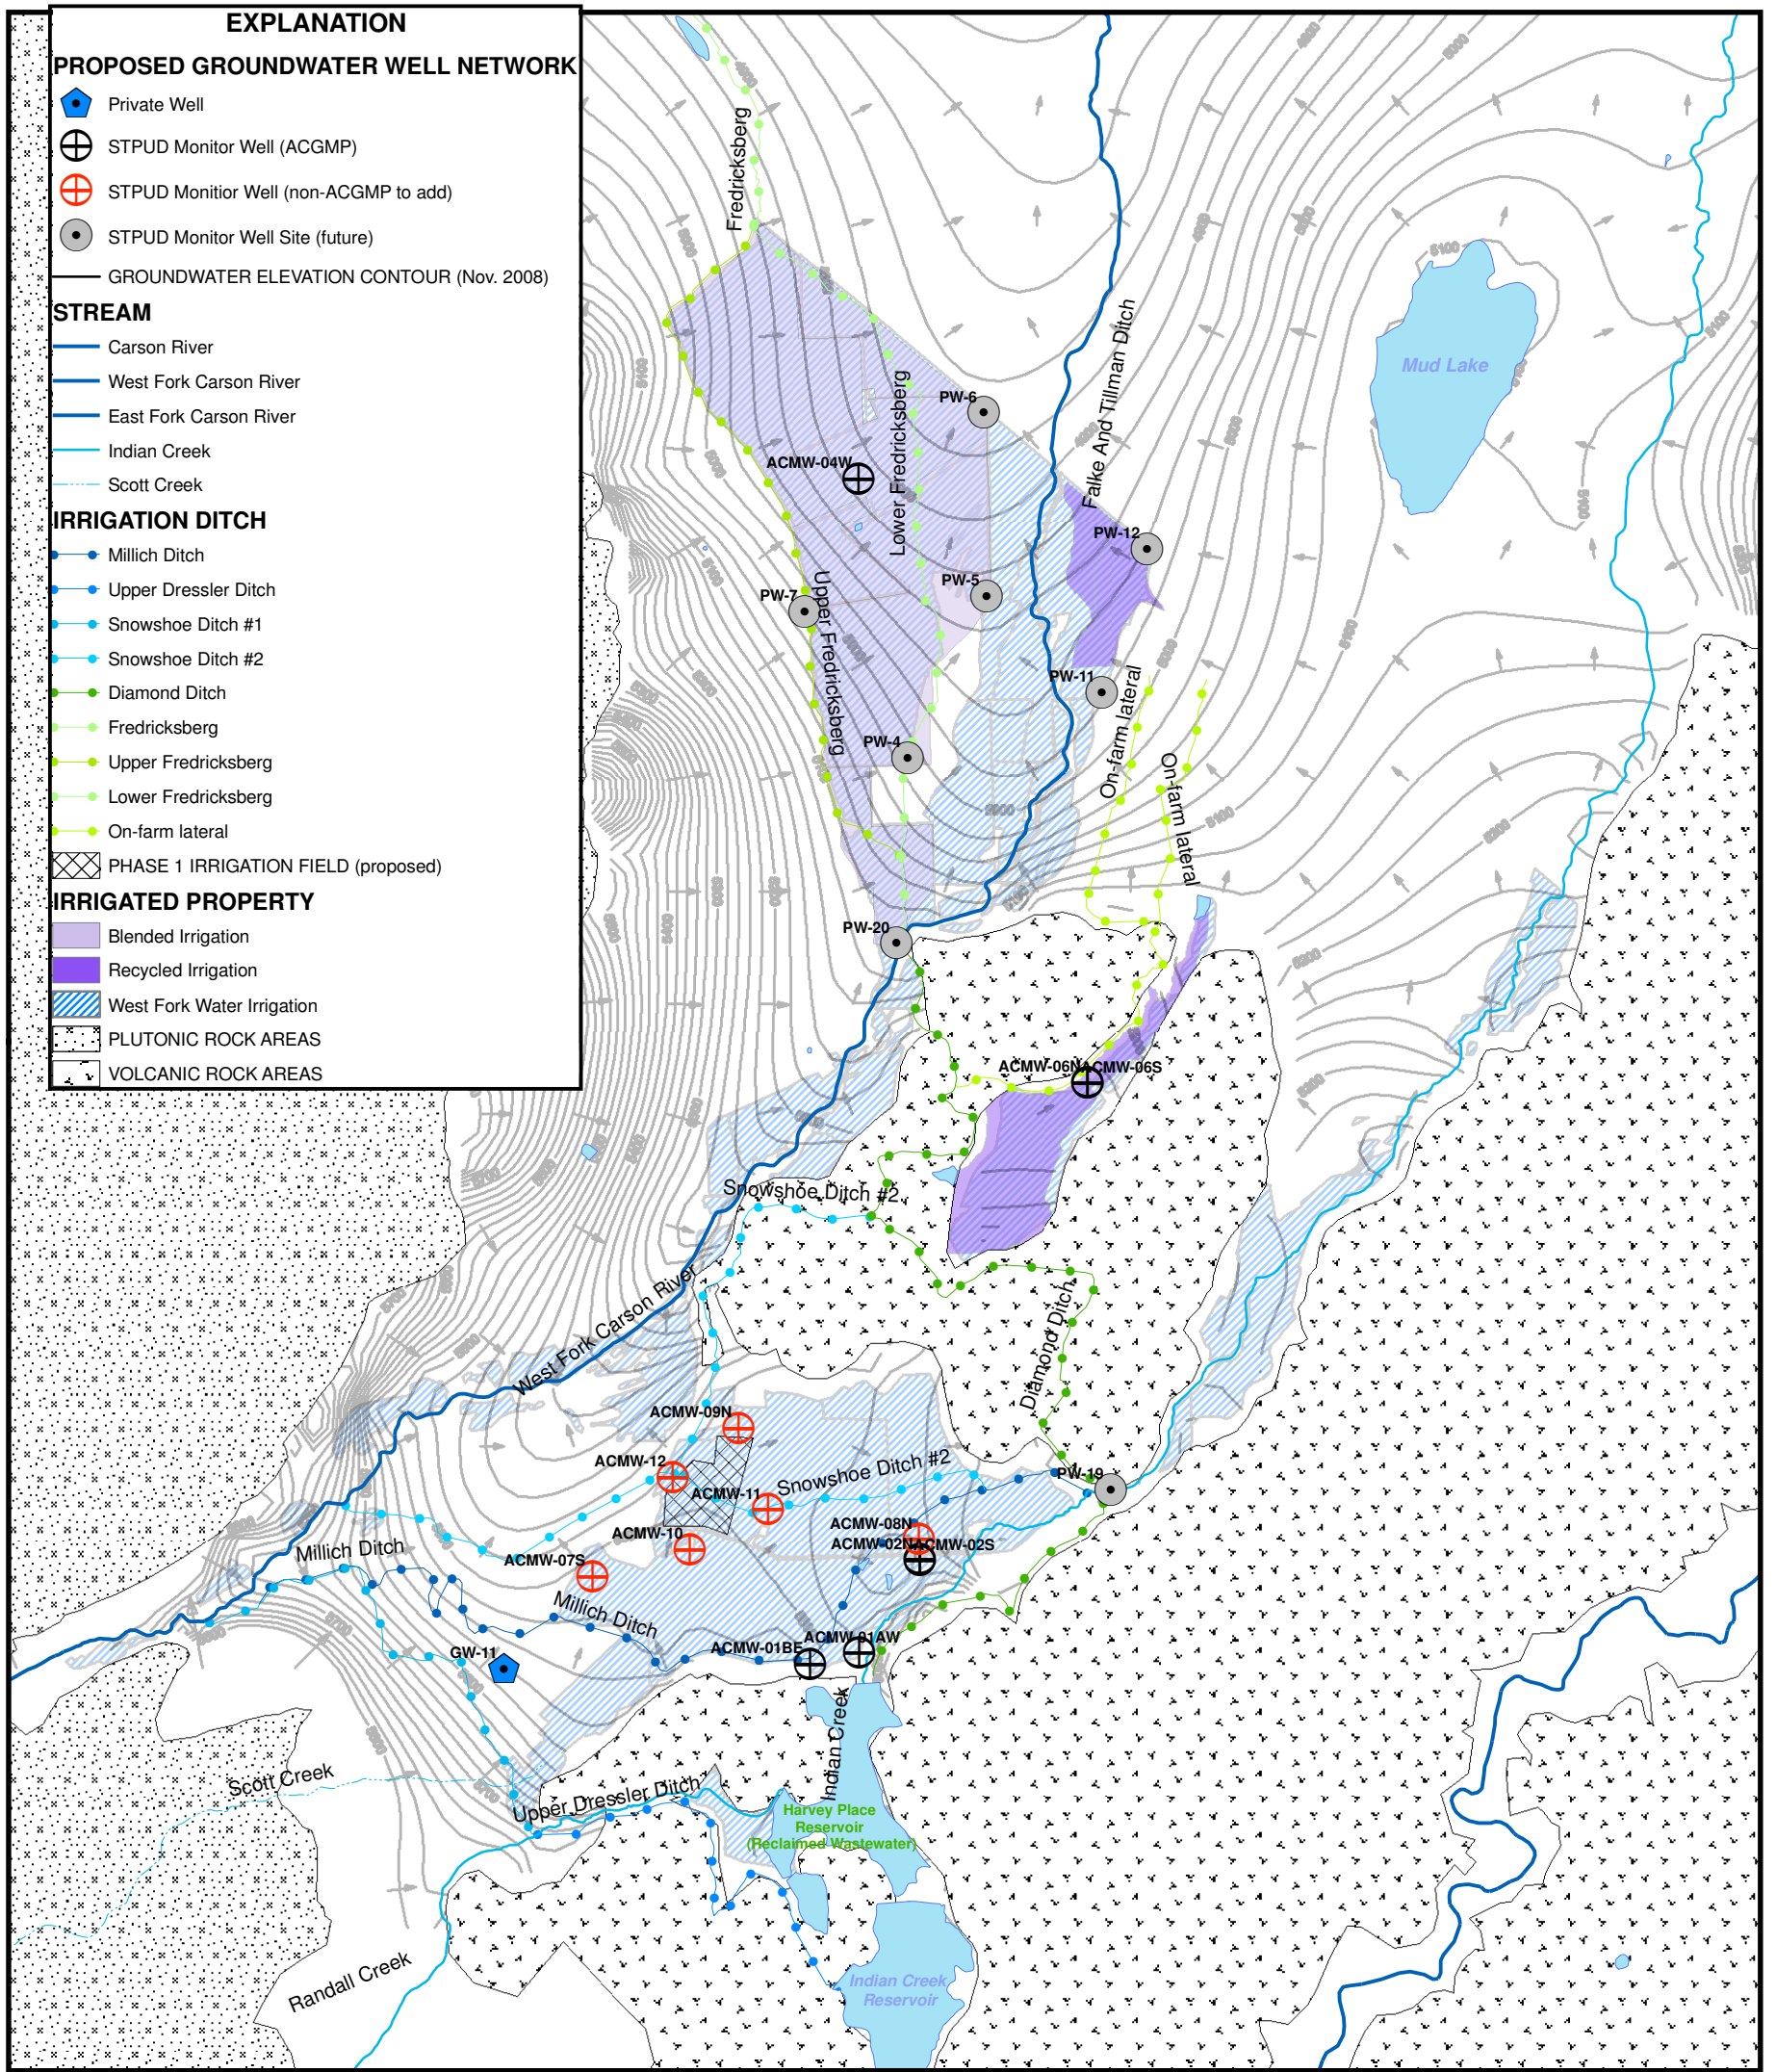 EXPLANATION
PROPOSED GROUNDWATER WELL NETWORK
Private Well
STPUD Monitor Well (ACGMP)
STPUD Monitior Well (non-ACGMP to add)
STPUD Monitor Well Site (future)
GROUNDWATER ELEVATION CONTOUR (Nov. 2008)
STREAM
Carson River
West Fork Carson River
East Fork Carson River
Indian Creek
Scott Creek
IRRIGATION DITCH
Millich Ditch
Upper Dressler Ditch
Snowshoe Ditch #1
Snowshoe Ditch #2
Diamond Ditch
Fredricksberg
Upper Fredricksberg
Lower Fredricksberg
On-farm lateral
PHASE 1 IRRIGATION FIELD (proposed)
IRRIGATED PROPERTY
Blended Irrigation
Recycled Irrigation
West Fork Water Irrigation
PLUTONIC ROCK AREAS
VOLCANIC ROCK AREAS
Fredricksberg
Falke And Tillman Ditch
Mud Lake
5100
PW-6
Lower Fredricksberg
ACMW-04W
PW-12
PW-5
PW-7
Upper Fredricksberg
PW-11
On-farm lateral
PW-4
On-farm lateral
5100
PW-20
ACMW-06N
ACMW-06S
Snowshoe Ditch #2
West Fork Carson River
Diamond Ditch
ACMW-09N
ACMW-12
Snowshoe Ditch #2
PW-19
ACMW-11
ACMW-10
ACMW-08N
ACMW-02N
ACMW-02S
Millich Ditch
ACMW-07S
Millich Ditch
GW-11
ACMW-01BE
ACMW-01AW
Indian Creek
Scott Creek
Upper Dressler Ditch
Harvey Place
Reservoir
(Reclaimed Wastewater)
Randall Creek
Indian Creek
Reservoir